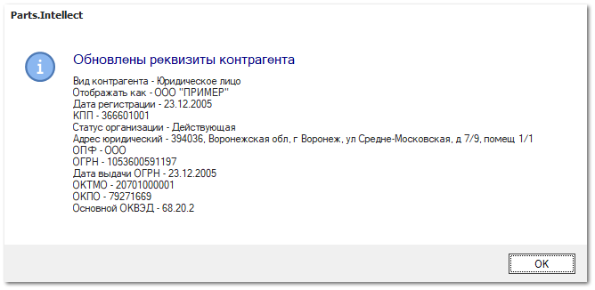 Parts.Intellect
Обновлены реквизиты контрагента
Вид контрагента - Юридическое лицо
Отображать как - ООО "ПРИМЕР"
Дата регистрации - 23.12.2005
КПП - 366601001
Статус организации - Действующая
Адрес юридический - 394036, Воронежская обл, г Воронеж, ул Средне-Московская, д 7/9, помещ 1/1
ОПФ - ООО
ОГРН - 1053600591197
Дата выдачи ОГРН - 23.12.2005
ОКТМО - 20701000001
ОКПО - 79271669
Основной ОКВЭД - 68.20.2
OK